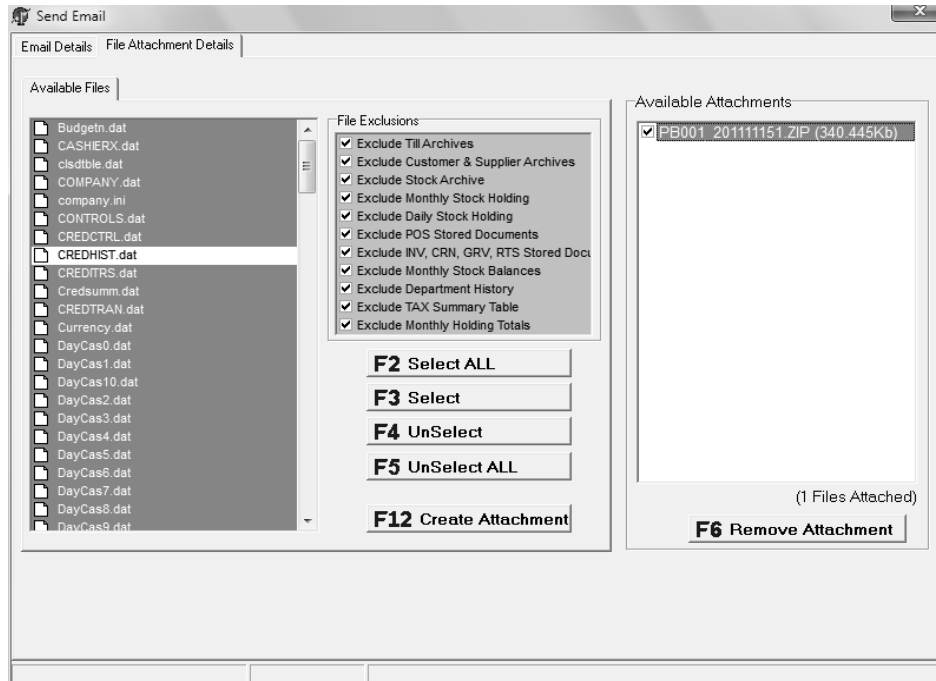 Send Email
Email Details
File Attachment Details
Available Files
Budgetn.dat
CASHIERX.dat
clsdtble.dat
COMPANY.dat
company.ini
CONTROLS.dat
CREDCTRL.dat
CREDHIST.dat
CREDITRS.dat
Credsumm.dat
CREDTRAN.dat
Currency.dat
DayCas0.dat
DayCas1.dat
DayCas10.dat
DayCas2.dat
DayCas3.dat
DayCas4.dat
DayCas5.dat
DayCas6.dat
DayCas7.dat
DayCas8.dat
DayCas9.dat
File Exclusions
Exclude Till Archives
Exclude Customer & Supplier Archives
Exclude Stock Archive
Exclude Monthly Stock Holding
Exclude Daily Stock Holding
Exclude POS Stored Documents
Exclude INV, CRN, GRV, RTS Stored Docu
Exclude Monthly Stock Balances
Exclude Department History
Exclude TAX Summary Table
Exclude Monthly Holding Totals
F2 Select ALL
F3 Select
F4 UnSelect
F5 UnSelect ALL
F12 Create Attachment
Available Attachments
PB001_201111151.ZIP (340.445Kb)
(1 Files Attached)
F6 Remove Attachment